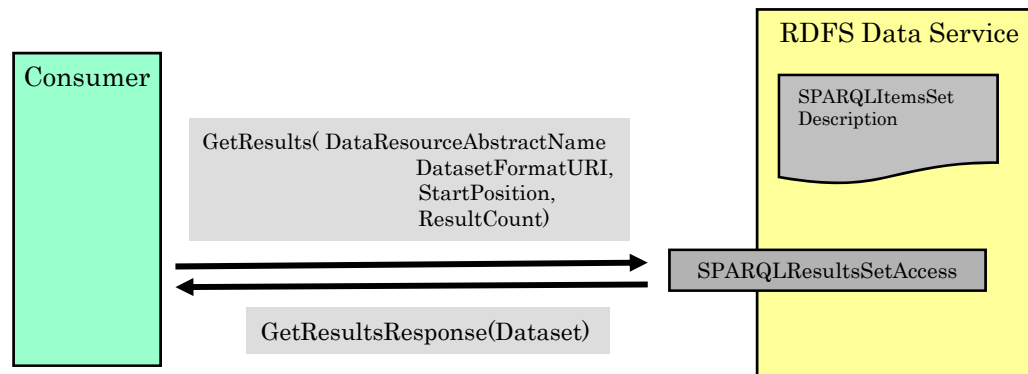 Consumer
GetResults( DataResourceAbstractName
DatasetFormatURI,
StartPosition,
ResultCount)
GetResultsResponse(Dataset)
RDFS Data Service
SPARQLItemsSet
Description
SPARQLResultsSetAccess